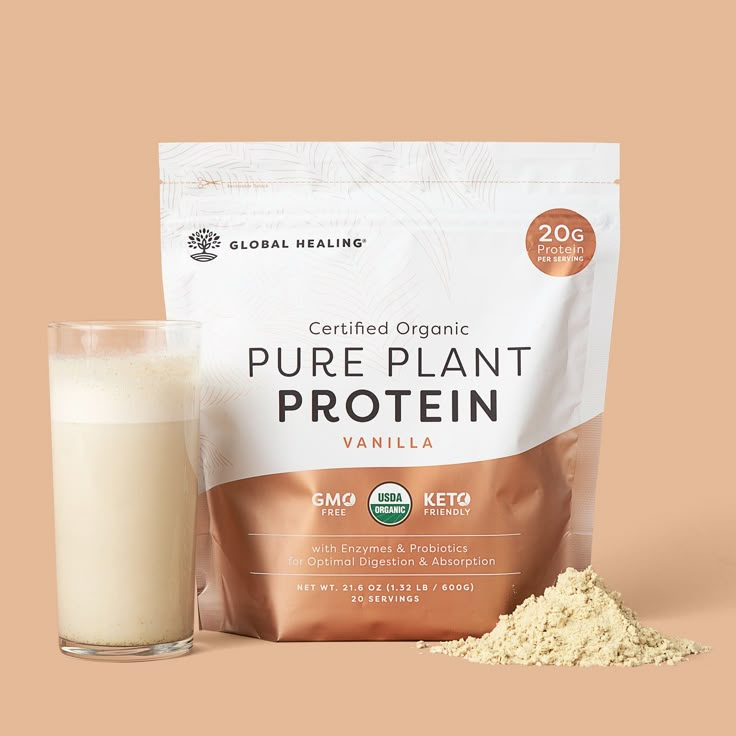 GLOBAL HEALING®
20G
Protein
PER SERVING
Certified Organic
PURE PLANT
PROTEIN
VANILLA
GMO
FREE
USDA
ORGANIC
KETO
FRIENDLY
with Enzymes & Probiotics
for Optimal Digestion & Absorption
NET WT. 21.6 OZ (1.32 LB / 600G)
20 SERVINGS